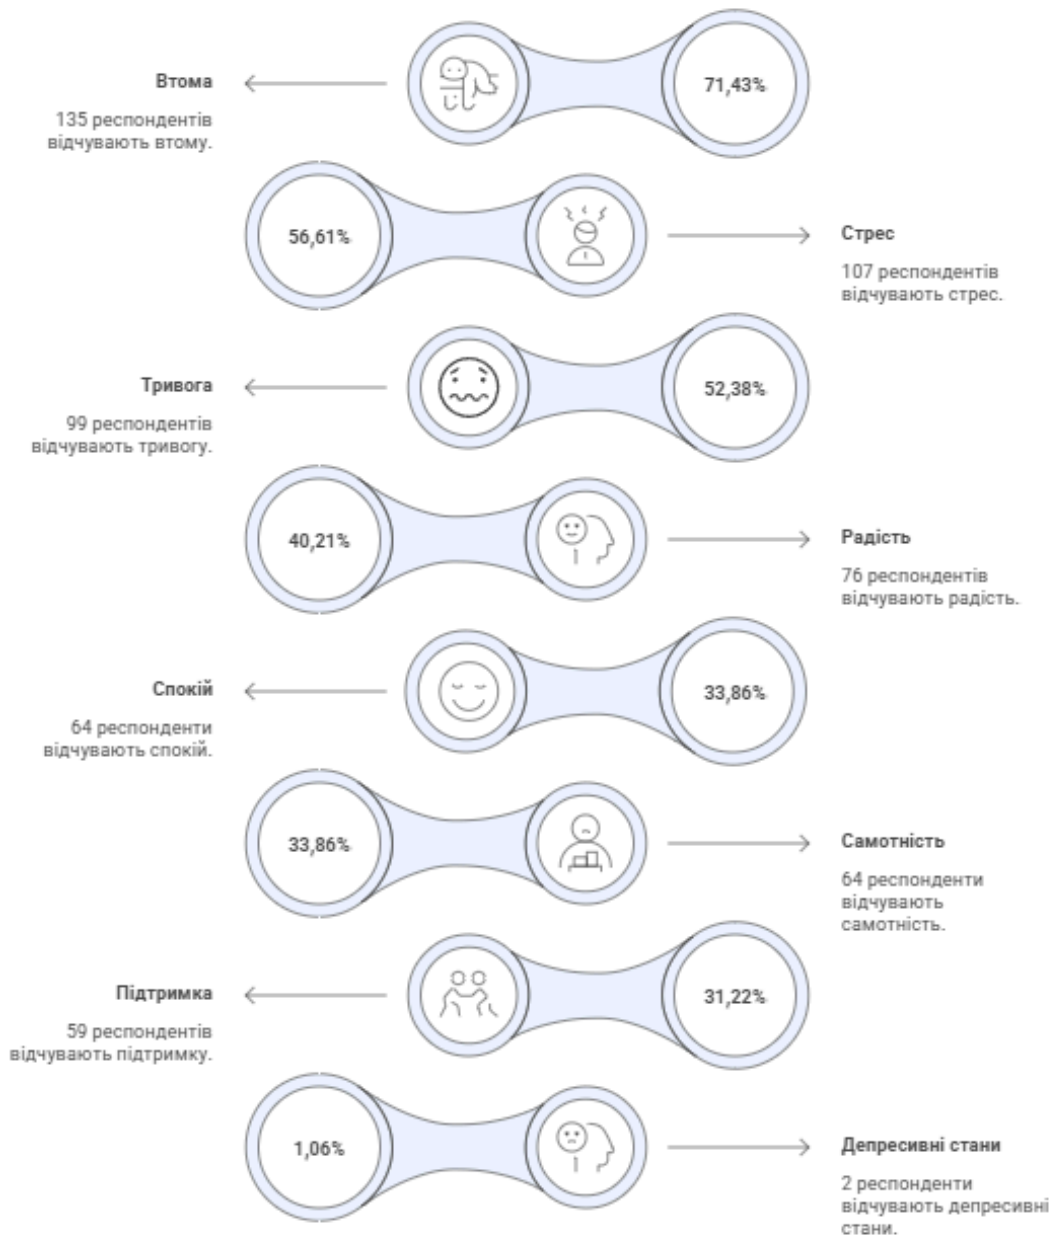 Втома
135 респондентів
відчувають втому.
71,43%
56,61%
Стрес
107 респондентів
відчувають стрес.
Тривога
99 респондентів
відчувають тривогу.
52,38%
40,21%
Радість
76 респондентів
відчувають радість.
Спокій
64 респонденти
відчувають спокій.
33,86%
33,86%
Самотність
64 респонденти
відчувають
самотність.
Підтримка
59 респондентів
відчувають підтримку.
31,22%
1,06%
Депресивні стани
2 респонденти
відчувають депресивні
стани.